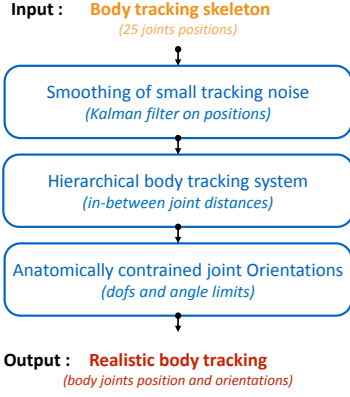 Input : Body tracking skeleton
(25 joints positions)
Smoothing of small tracking noise
(Kalman filter on positions)
Hierarchical body tracking system
(in-between joint distances)
Anatomically contrained joint Orientations
(dofs and angle limits)
Output : Realistic body tracking
(body joints position and orientations)